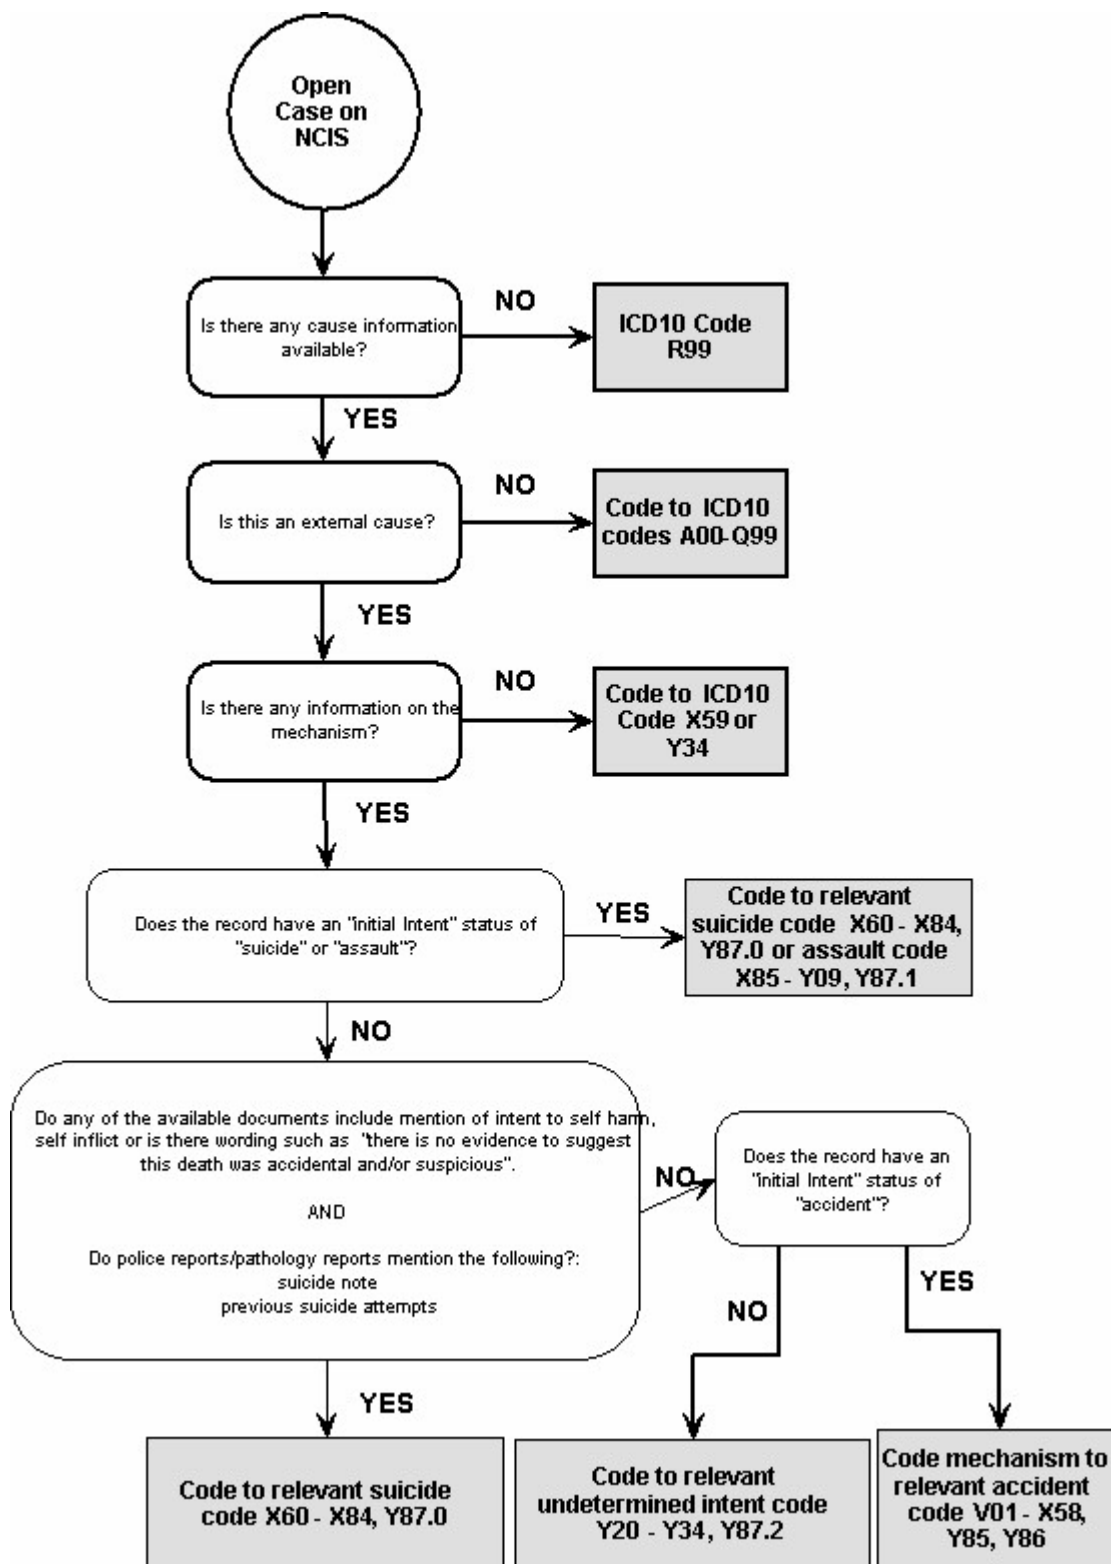 Open
Case on
NCIS
Is there any cause information
available?
NO
ICD10 Code
R99
YES
Is this an external cause?
NO
Code to ICD10
codes A00-Q99
YES
Is there any information on the
mechanism?
NO
Code to ICD10
Code X59 or
Y34
YES
Does the record have an "initial Intent" status of
"suicide" or "assault"?
YES
Code to relevant
suicide code X60 - X84,
Y87.0 or assault code
X85 - Y09, Y87.1
NO
Do any of the available documents include mention of intent to self harm,
self inflict or is there wording such as "there is no evidence to suggest
this death was accidental and/or suspicious".
AND
Do police reports/pathology reports mention the following?:
suicide note
previous suicide attempts
NO
Does the record have an
"initial Intent" status of
"accident"?
NO
YES
YES
Code to relevant suicide
code X60 - X84, Y87.0
Code to relevant
undetermined intent code
Y20 - Y34, Y87.2
Code mechanism to
relevant accident
code V01 - X58,
Y85, Y86